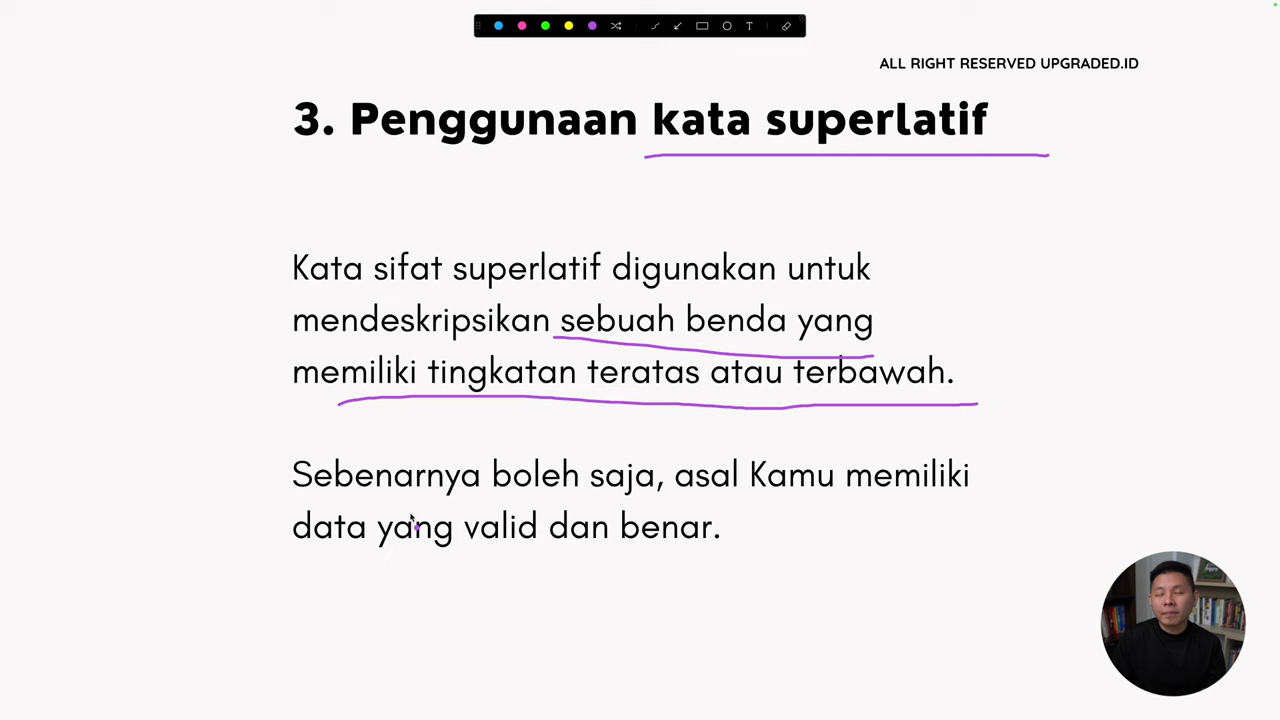 ALL RIGHT RESERVED UPGRADED.ID
3. Penggunaan kata superlatif
Kata sifat superlatif digunakan untuk
mendeskripsikan sebuah benda yang
memiliki tingkatan teratas atau terbawah.
Sebenarnya boleh saja, asal Kamu memiliki
data yang valid dan benar.